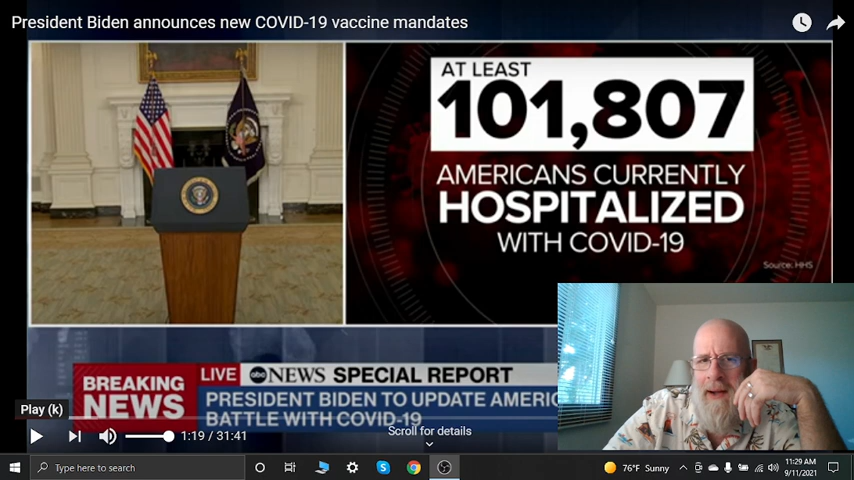 President Biden announces new COVID-19 vaccine mandates
AT LEAST
101,807
AMERICANS CURRENTLY
HOSPITALIZED
WITH COVID-19
Source: HHS
BREAKING
NEWS
LIVE abc NEWS SPECIAL REPORT
PRESIDENT BIDEN TO UPDATE AMERIC
BATTLE WITH COVID-19
Play (k)
1:19 / 31:41
Scroll for details
Type here to search
76°F Sunny
11:29 AM
9/11/2021